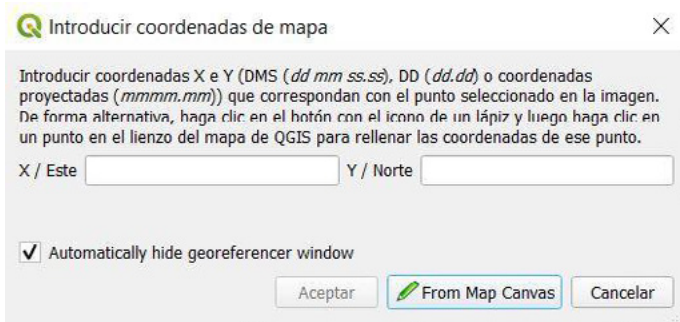 Introducir coordenadas de mapa
Introducir coordenadas X e Y (DMS (dd mm ss.ss), DD (dd.dd) o coordenadas
proyectadas (mmmm.mm)) que correspondan con el punto seleccionado en la imagen.
De forma alternativa, haga clic en el botón con el icono de un lápiz y luego haga clic en
un punto en el lienzo del mapa de QGIS para rellenar las coordenadas de ese punto.
X / Este Y / Norte
Automatically hide georeferencer window
Aceptar From Map Canvas Cancelar